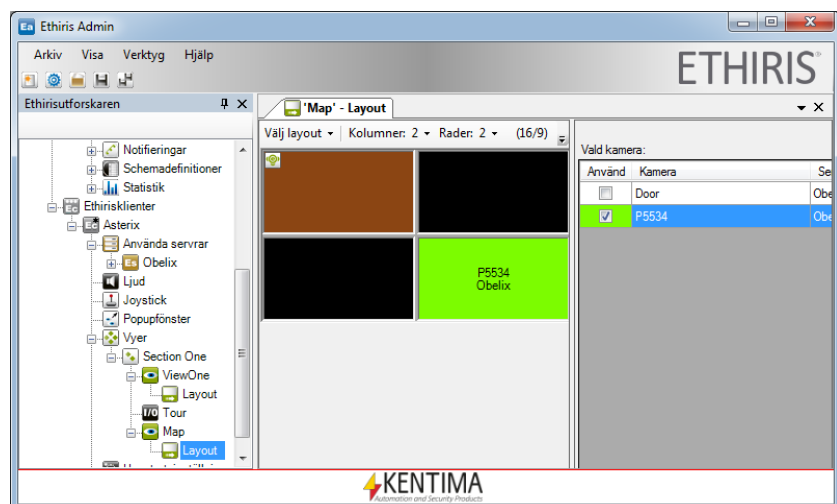 Ethiris Admin
Arkiv Visa Verktyg Hjälp
ETHIRIS
Ethirisutforskaren
'Map' - Layout
Välj layout Kolumner: 2 Rader: 2 (16/9)
Vald kamera:
Använd Kamera Se
Door Obe
P5534 Obe
P5534
Obelix
Notifieringar
Schemadefinitioner
Statistik
Ethirisklienter
Asterix
Använda servrar
Obelix
Ljud
Joystick
Popupfönster
Vyer
Section One
ViewOne
Layout
I/O Tour
Map
Layout
KENTIMA
Automation and Security Products